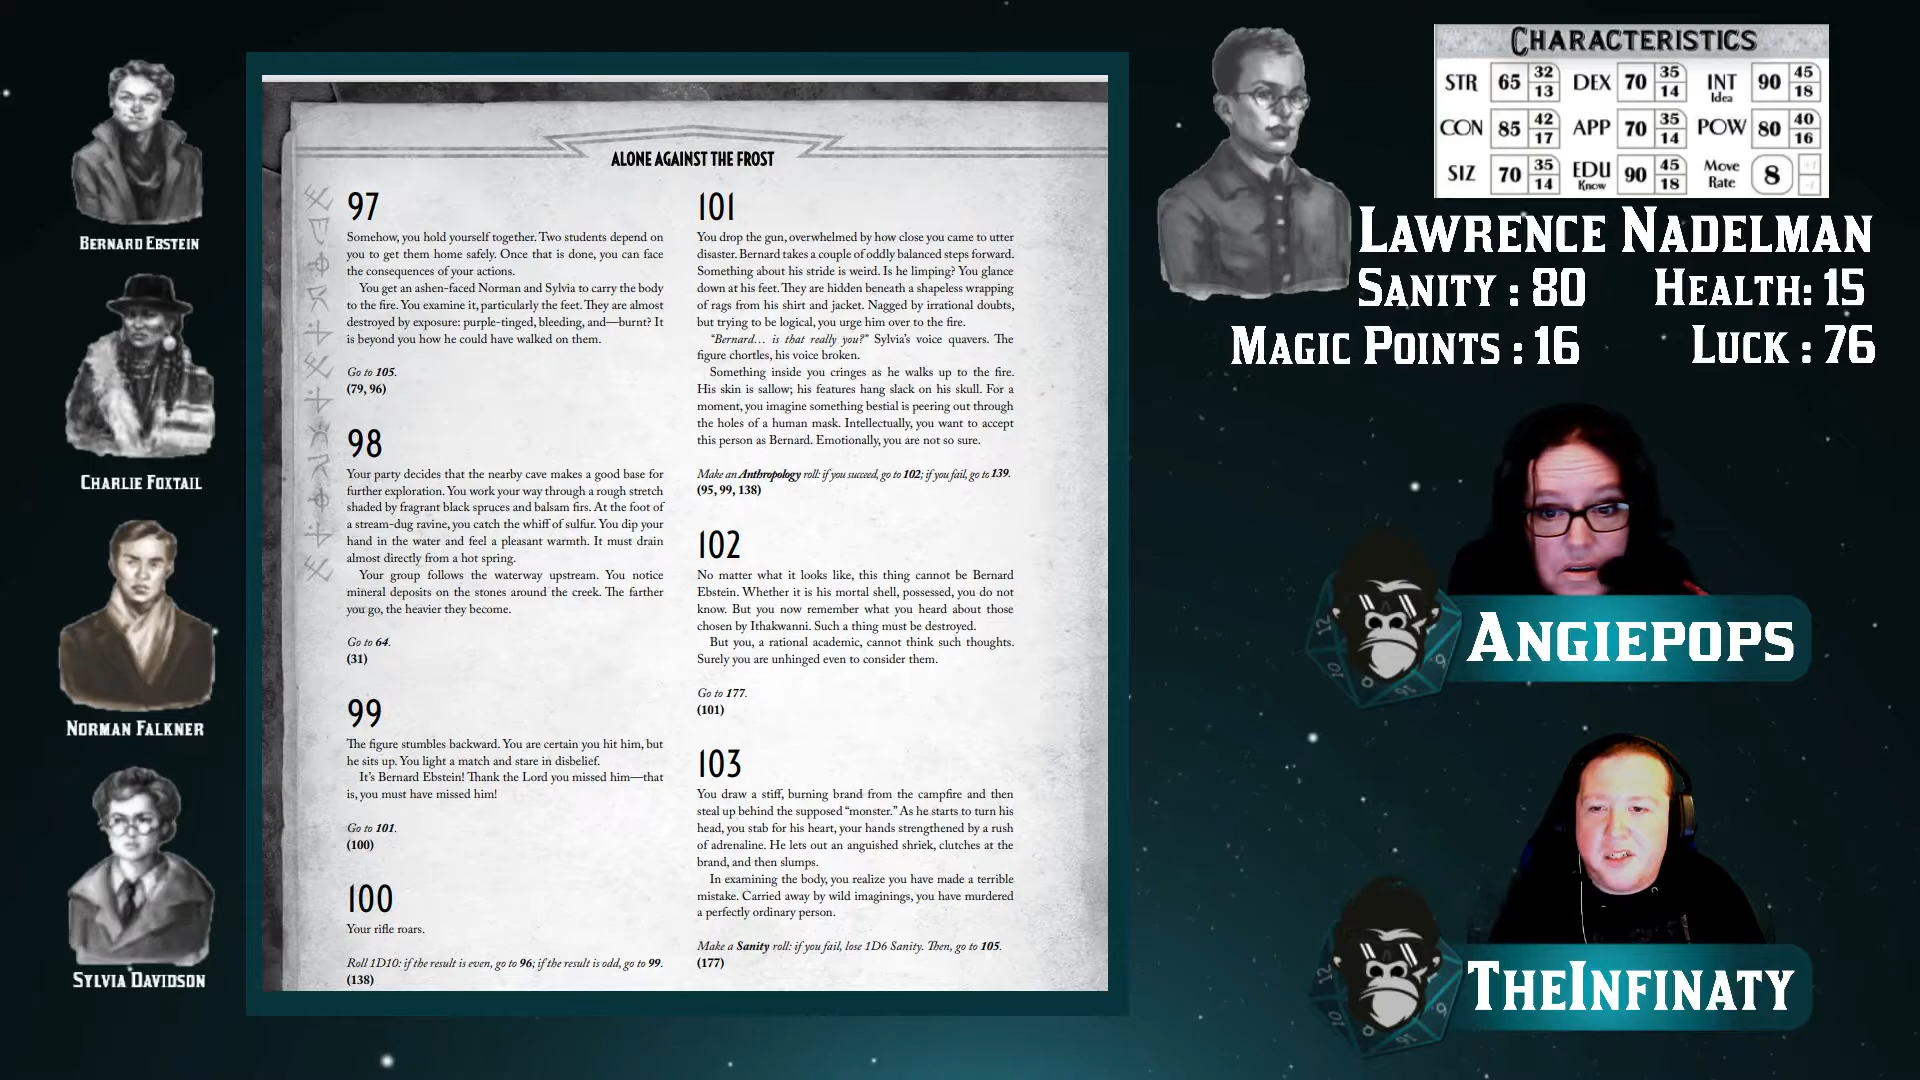 BERNARD EBSTEIN
CHARLIE FOXTAIL
NORMAN FALKNER
SYLVIA DAVIDSON
ALONE AGAINST THE FROST
97
Somehow, you hold yourself together. Two students depend on
you to get them home safely. Once that is done, you can face
the consequences of your actions.
You get an ashen-faced Norman and Sylvia to carry the body
to the fire. You examine it, particularly the feet. They are almost
destroyed by exposure: purple-tinged, bleeding, and—burnt? It
is beyond you how he could have walked on them.
Go to 105.
(79, 96)
98
Your party decides that the nearby cave makes a good base for
further exploration. You work your way through a rough stretch
shaded by fragrant black spruces and balsam firs. At the foot of
a stream-dug ravine, you catch the whiff of sulfur. You dip your
hand in the water and feel a pleasant warmth. It must drain
almost directly from a hot spring.
Your group follows the waterway upstream. You notice
mineral deposits on the stones around the creek. The farther
you go, the heavier they become.
Go to 64.
(31)
99
The figure stumbles backward. You are certain you hit him, but
he sits up. You light a match and stare in disbelief.
It's Bernard Ebstein! Thank the Lord you missed him—that
is, you must have missed him!
Go to 101.
(100)
100
Your rifle roars.
Roll 1D10: if the result is even, go to 96; if the result is odd, go to 99.
(138)
101
You drop the gun, overwhelmed by how close you came to utter
disaster. Bernard takes a couple of oddly balanced steps forward.
Something about his stride is weird. Is he limping? You glance
down at his feet. They are hidden beneath a shapeless wrapping
of rags from his shirt and jacket. Nagged by irrational doubts,
but trying to be logical, you urge him over to the fire.
"Bernard… is that really you?" Sylvia's voice quavers. The
figure chortles, his voice broken.
Something inside you cringes as he walks up to the fire.
His skin is sallow; his features hang slack on his skull. For a
moment, you imagine something bestial is peering out through
the holes of a human mask. Intellectually, you want to accept
this person as Bernard. Emotionally, you are not so sure.
Make an Anthropology roll: if you succeed, go to 102; if you fail, go to 139.
(95, 99, 138)
102
No matter what it looks like, this thing cannot be Bernard
Ebstein. Whether it is his mortal shell, possessed, you do not
know. But you now remember what you heard about those
chosen by Ithakwanni. Such a thing must be destroyed.
But you, a rational academic, cannot think such thoughts.
Surely you are unhinged even to consider them.
Go to 177.
(101)
103
You draw a stiff, burning brand from the campfire and then
steal up behind the supposed "monster." As he starts to turn his
head, you stab for his heart, your hands strengthened by a rush
of adrenaline. He lets out an anguished shriek, clutches at the
brand, and then slumps.
In examining the body, you realize you have made a terrible
mistake. Carried away by wild imaginings, you have murdered
a perfectly ordinary person.
Make a Sanity roll: if you fail, lose 1D6 Sanity. Then, go to 105.
(177)
CHARACTERISTICS
STR 65 32 13 DEX 70 35 14 INT Idea 90 45 18
CON 85 42 17 APP 70 35 14 POW 80 40 16
SIZ 70 35 14 EDU Know 90 45 18 Move Rate 8
LAWRENCE NADELMAN
SANITY : 80 HEALTH: 15
MAGIC POINTS : 16 LUCK : 76
ANGIEPOPS
THEINFINATY